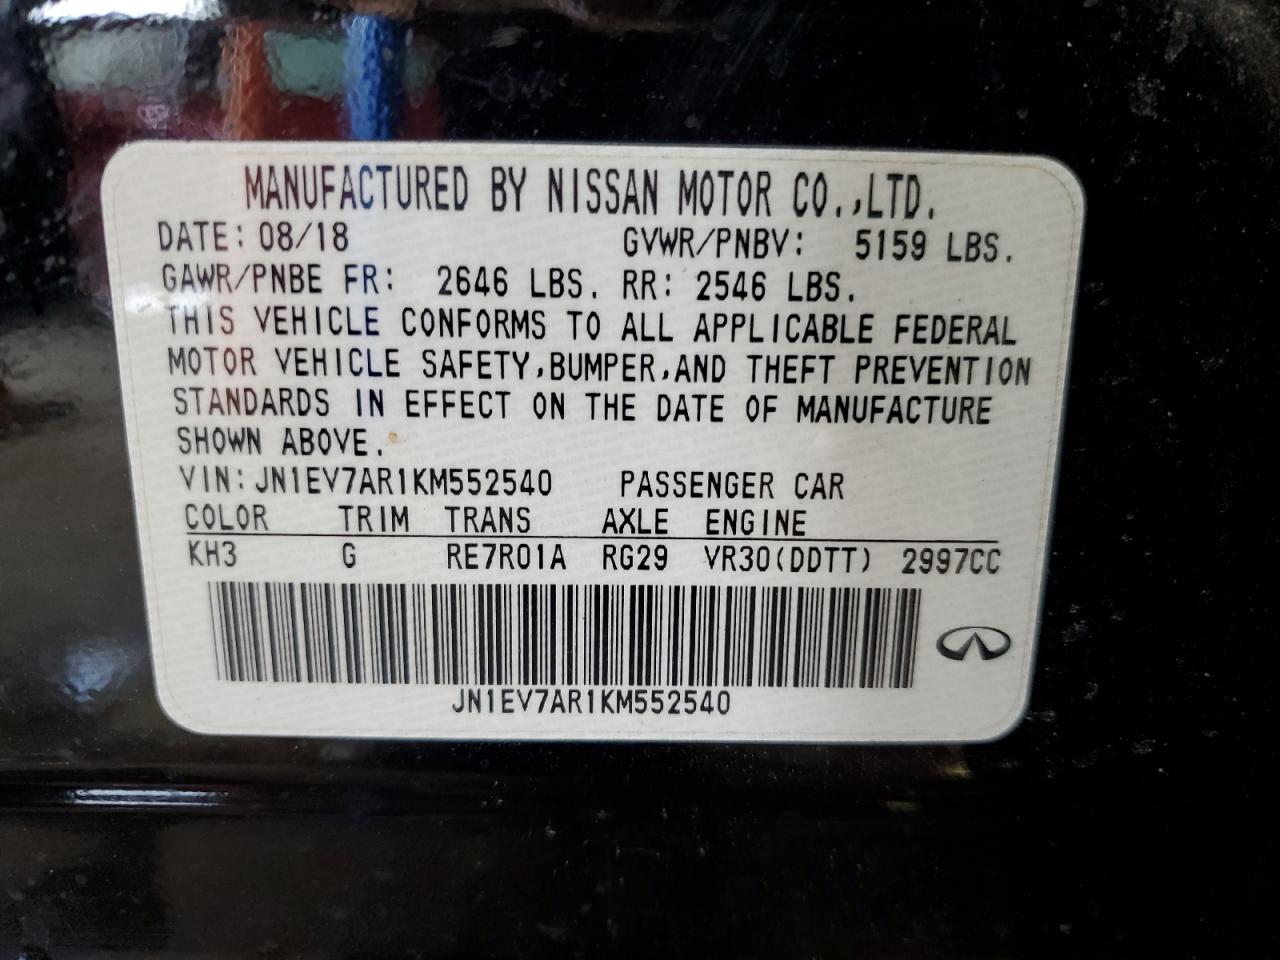 MANUFACTURED BY NISSAN MOTOR CO.,LTD.
DATE: 08/18 GVWR/PNBV: 5159 LBS.
GAWR/PNBE FR: 2646 LBS. RR: 2546 LBS.
THIS VEHICLE CONFORMS TO ALL APPLICABLE FEDERAL
MOTOR VEHICLE SAFETY,BUMPER,AND THEFT PREVENTION
STANDARDS IN EFFECT ON THE DATE OF MANUFACTURE
SHOWN ABOVE.
VIN:JN1EV7AR1KM552540 PASSENGER CAR
COLOR TRIM TRANS AXLE ENGINE
KH3 G RE7R01A RG29 VR30(DDTT) 2997CC
JN1EV7AR1KM552540